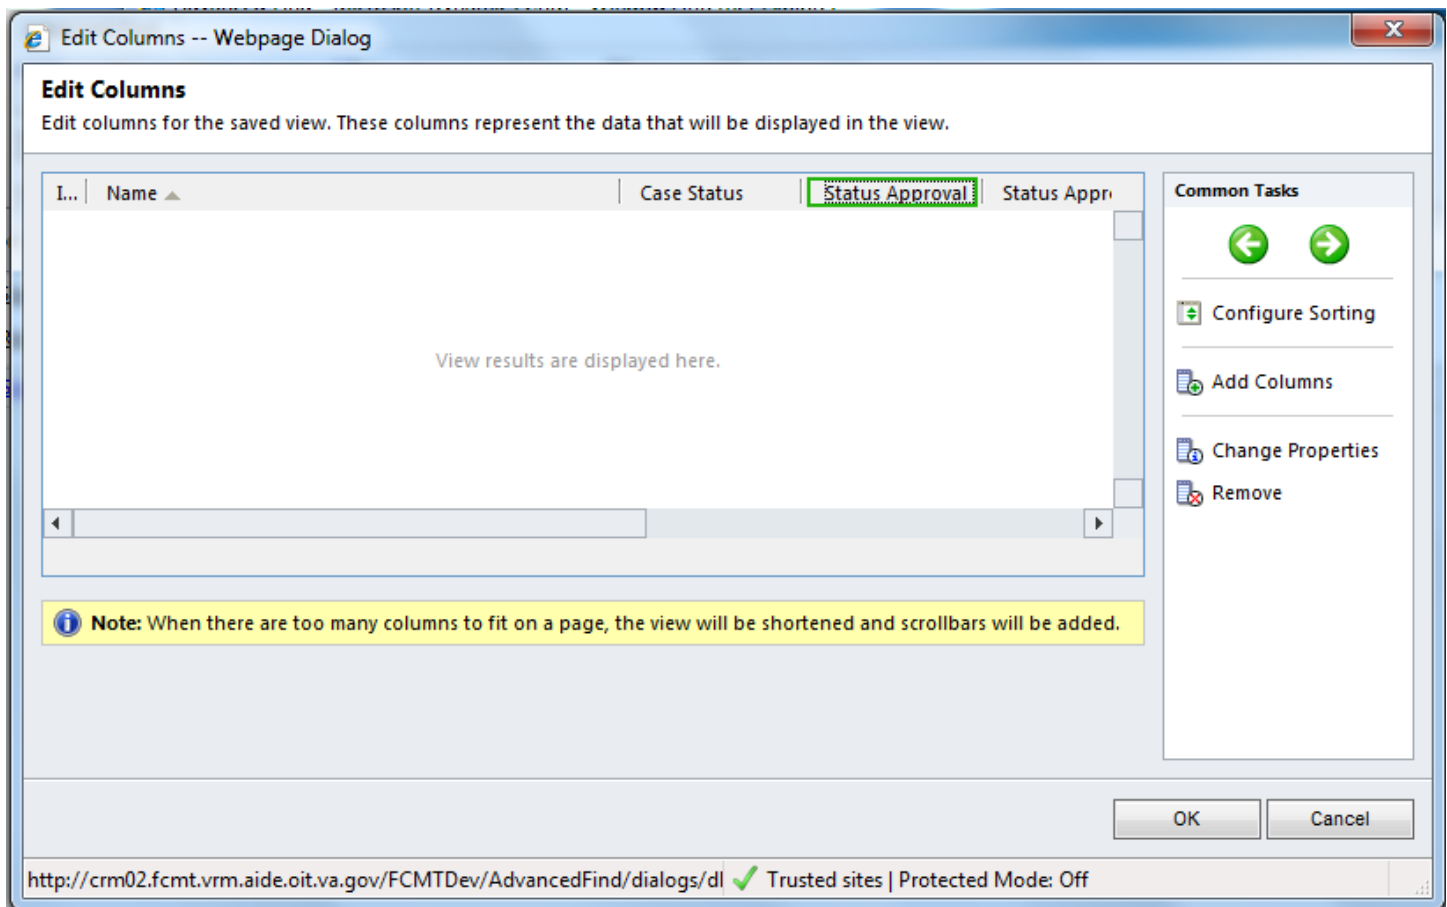 Edit Columns -- Webpage Dialog
Edit Columns
Edit columns for the saved view. These columns represent the data that will be displayed in the view.
I... Name Case Status Status Approval Status Appr
Common Tasks
View results are displayed here.
Configure Sorting
Add Columns
Change Properties
Remove
Note: When there are too many columns to fit on a page, the view will be shortened and scrollbars will be added.
OK Cancel
http://crm02.fcmt.vrm.aide.oit.va.gov/FCMTDev/AdvancedFind/dialogs/dl Trusted sites | Protected Mode: Off